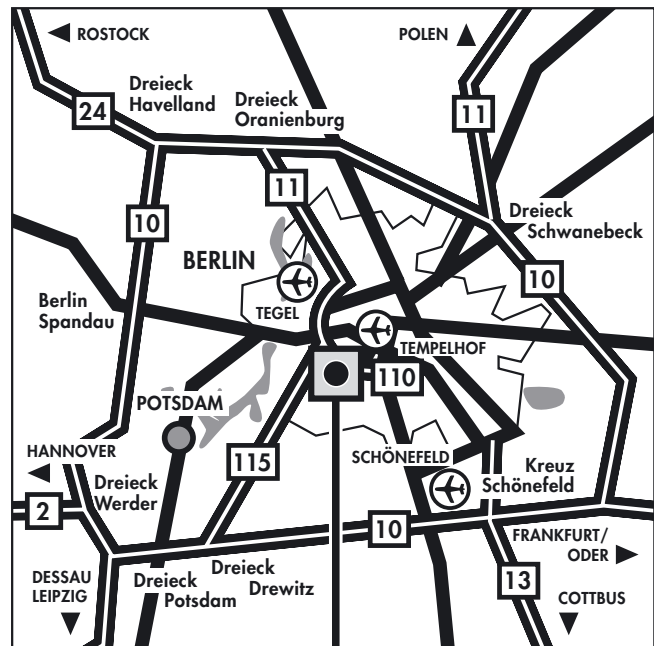 ROSTOCK
POLEN
Dreieck
Havelland
Dreieck
Oranienburg
24
11
11
10
Dreieck
Schwanebeck
BERLIN
10
TEGEL
Berlin
Spandau
TEMPELHOF
110
POTSDAM
HANNOVER
115
SCHÖNEFELD
Kreuz
Schönefeld
Dreieck
Werder
2
10
FRANKFURT/
ODER
DESSAU
LEIPZIG
Dreieck
Potsdam
Dreieck
Drewitz
13
COTTBUS